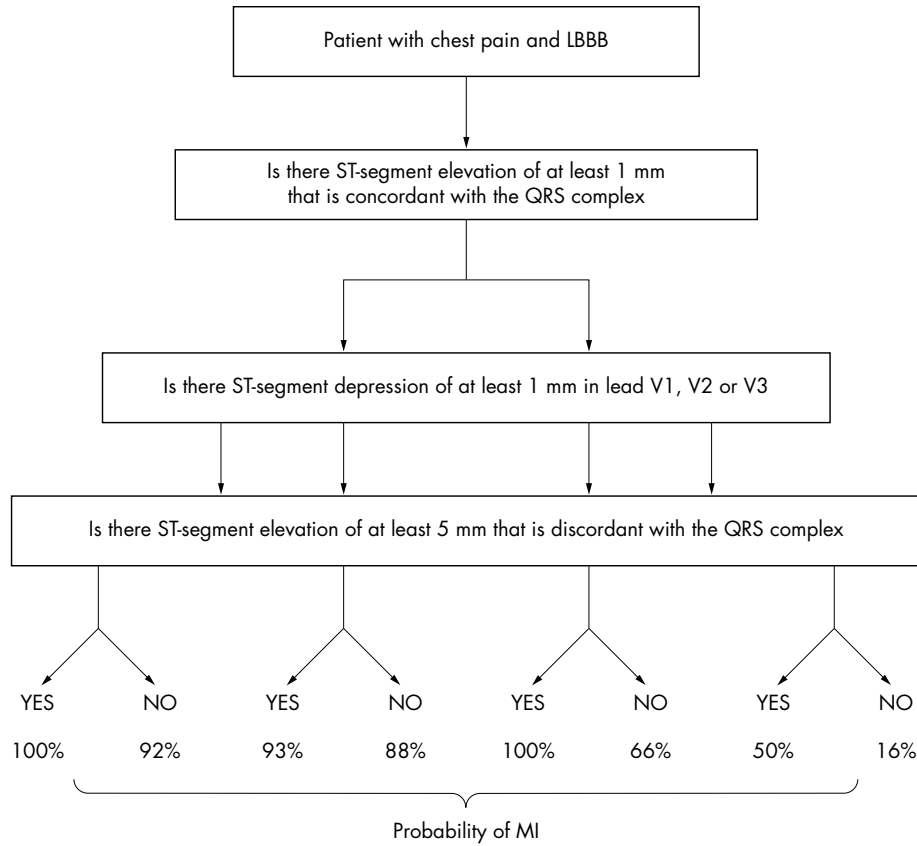 Patient with chest pain and LBBB
Is there ST-segment elevation of at least 1 mm
that is concordant with the QRS complex
Is there ST-segment depression of at least 1 mm in lead V1, V2 or V3
Is there ST-segment elevation of at least 5 mm that is discordant with the QRS complex
YES NO YES NO YES NO YES NO
100% 92% 93% 88% 100% 66% 50% 16%
Probability of MI